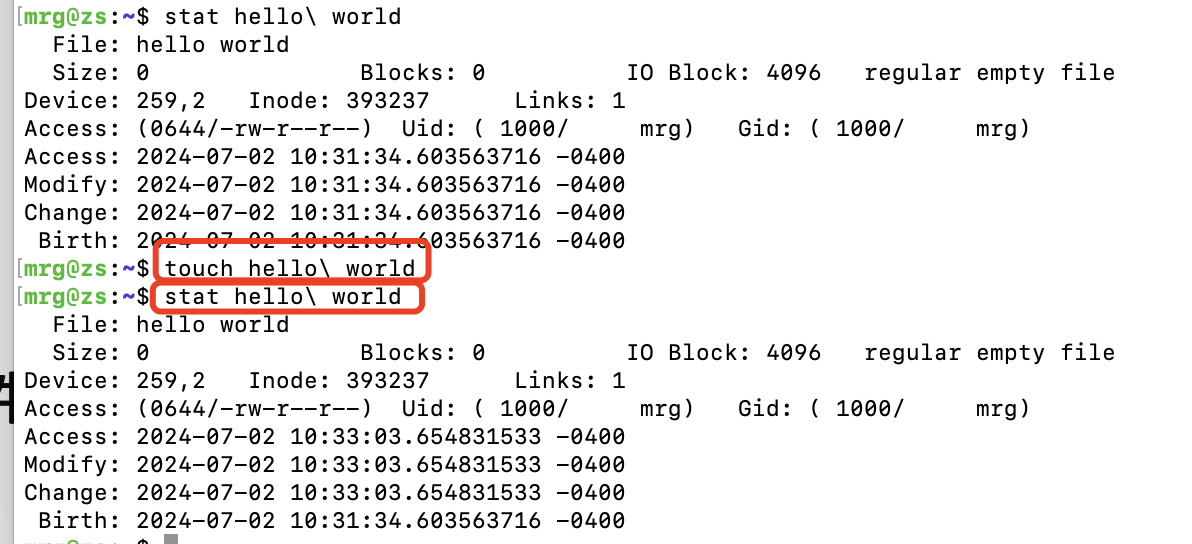 [mrg@zs:~$ stat hello\ world
  File: hello world
  Size: 0               Blocks: 0          IO Block: 4096   regular empty file
Device: 259,2   Inode: 393237      Links: 1
Access: (0644/-rw-r--r--)  Uid: ( 1000/     mrg)   Gid: ( 1000/     mrg)
Access: 2024-07-02 10:31:34.603563716 -0400
Modify: 2024-07-02 10:31:34.603563716 -0400
Change: 2024-07-02 10:31:34.603563716 -0400
 Birth: 2024-07-02 10:31:34.603563716 -0400
[mrg@zs:~$ touch hello\ world
[mrg@zs:~$ stat hello\ world
  File: hello world
  Size: 0               Blocks: 0          IO Block: 4096   regular empty file
Device: 259,2   Inode: 393237      Links: 1
Access: (0644/-rw-r--r--)  Uid: ( 1000/     mrg)   Gid: ( 1000/     mrg)
Access: 2024-07-02 10:33:03.654831533 -0400
Modify: 2024-07-02 10:33:03.654831533 -0400
Change: 2024-07-02 10:33:03.654831533 -0400
 Birth: 2024-07-02 10:31:34.603563716 -0400